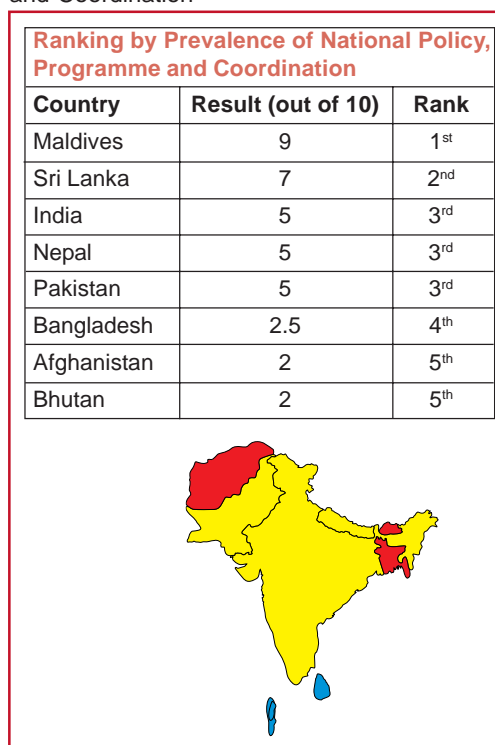 and Coordination
Ranking by Prevalence of National Policy,
Programme and Coordination
Country Result (out of 10) Rank
Maldives 9 1st
Sri Lanka 7 2nd
India 5 3rd
Nepal 5 3rd
Pakistan 5 3rd
Bangladesh 2.5 4th
Afghanistan 2 5th
Bhutan 2 5th